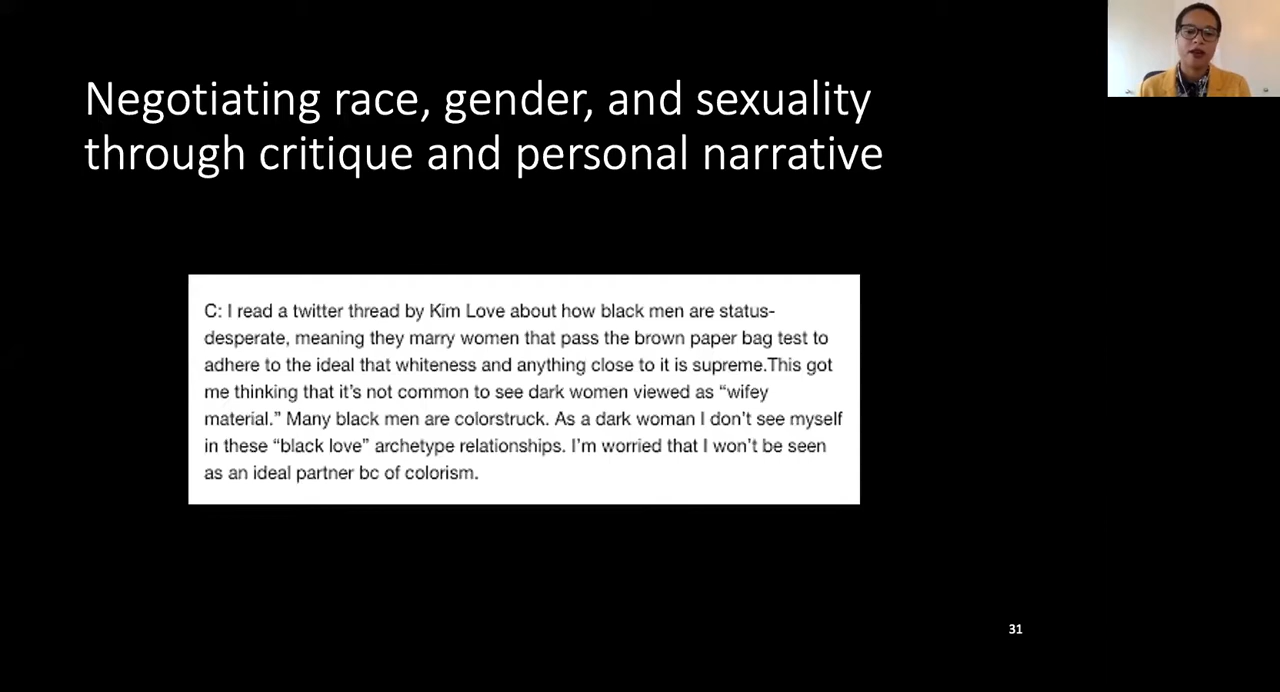 Negotiating race, gender, and sexuality
through critique and personal narrative
C: I read a twitter thread by Kim Love about how black men are status-
desperate, meaning they marry women that pass the brown paper bag test to
adhere to the ideal that whiteness and anything close to it is supreme.This got
me thinking that it’s not common to see dark women viewed as “wifey
material.” Many black men are colorstruck. As a dark woman I don’t see myself
in these “black love” archetype relationships. I’m worried that I won’t be seen
as an ideal partner bc of colorism.
31